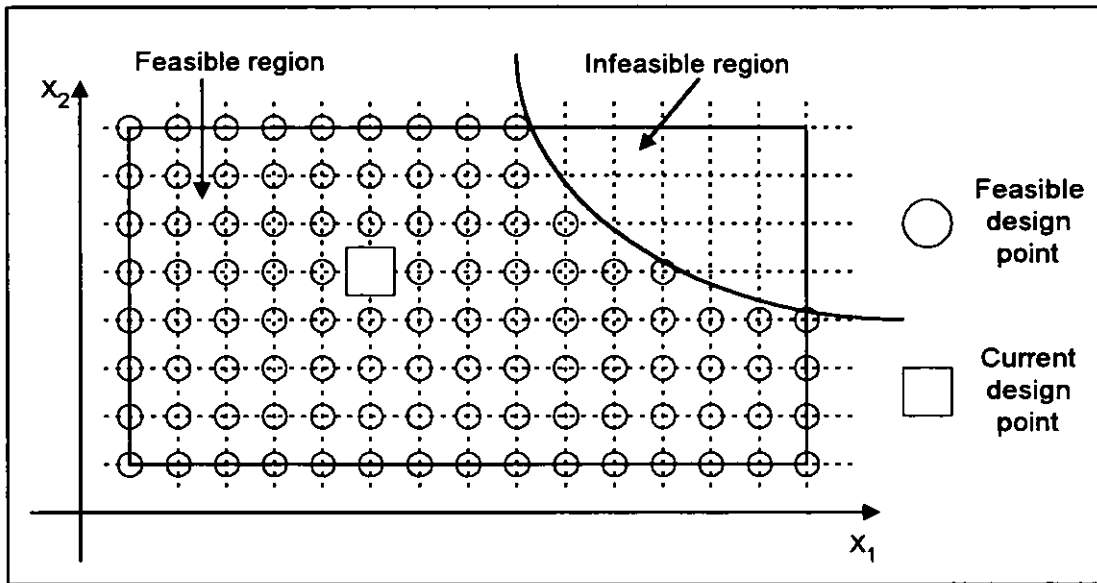 Feasible region
Infeasible region
X2
Feasible
design
point
Current
design
point
X1